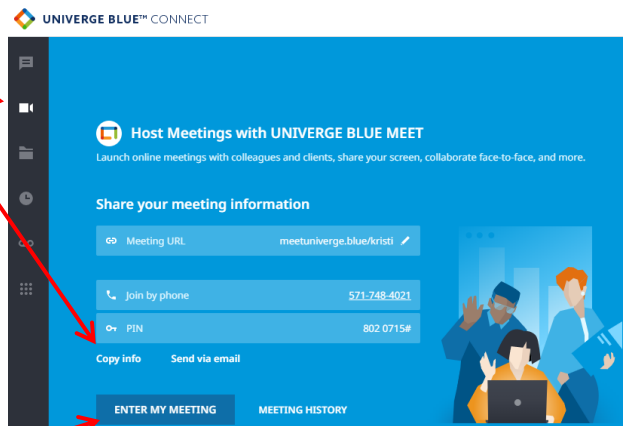 UNIVERGE BLUE™ CONNECT
Host Meetings with UNIVERGE BLUE MEET
Launch online meetings with colleagues and clients, share your screen, collaborate face-to-face, and more.
Share your meeting information
Meeting URL meetuniverge.blue/kristi
Join by phone 571-748-4021
PIN 802 0715#
Copy info Send via email
ENTER MY MEETING MEETING HISTORY